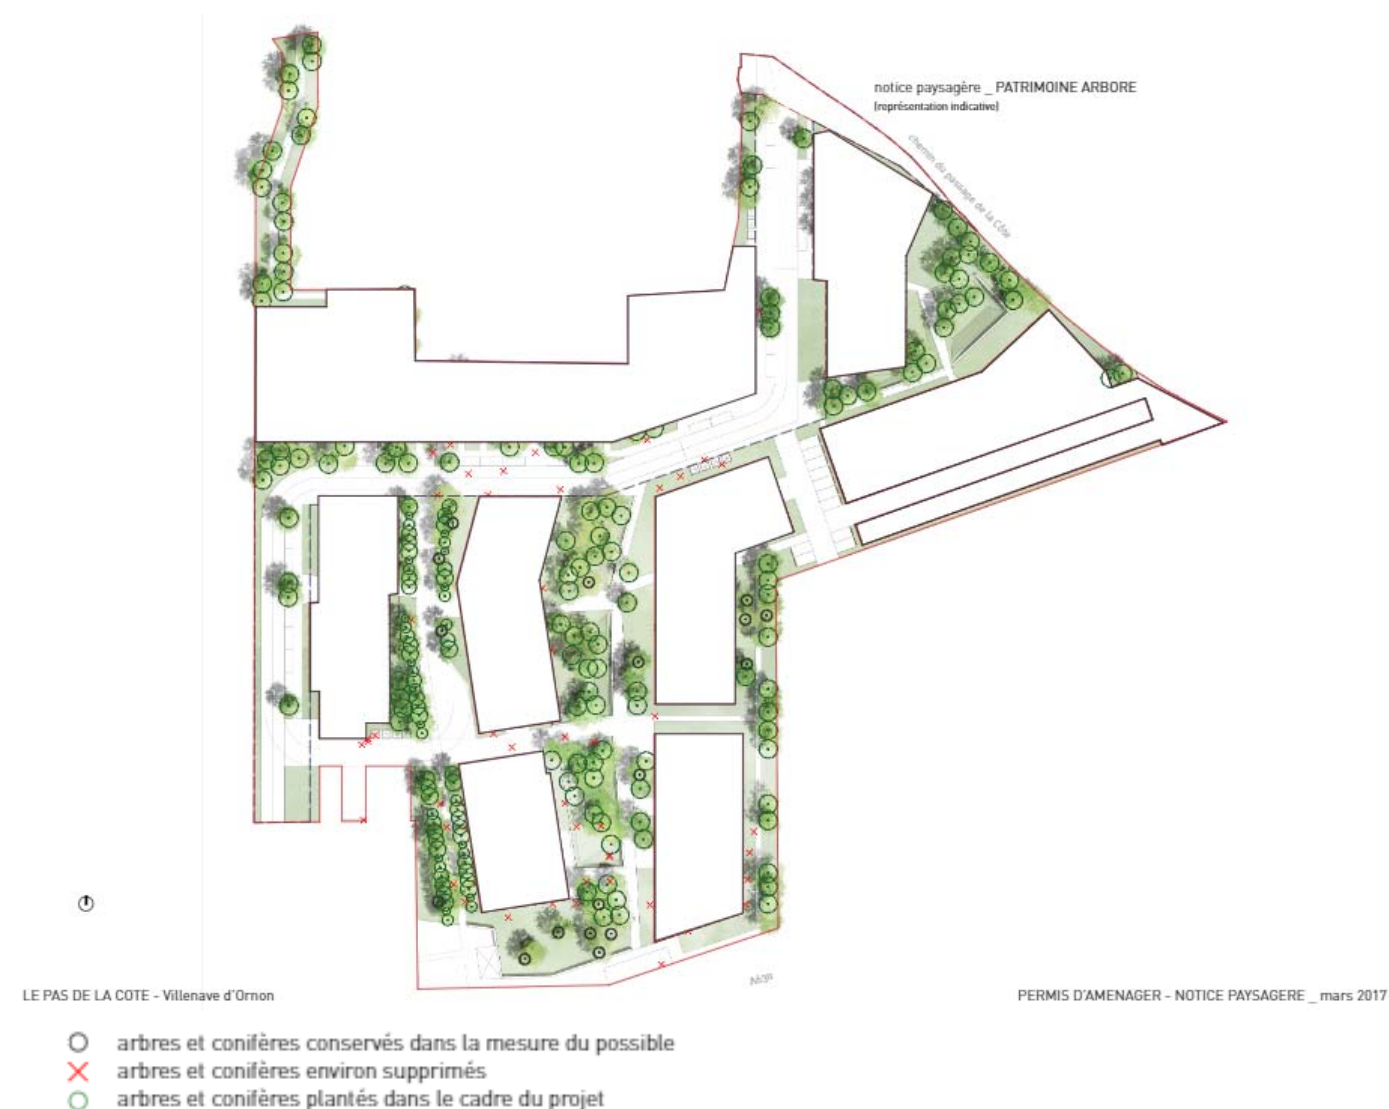 notice paysagère _ PATRIMOINE ARBORE
(représentation indicative)
chemin du passage de la Côte
LE PAS DE LA COTE - Villenave d'Ornon
PERMIS D'AMENAGER - NOTICE PAYSAGERE _ mars 2017
arbres et conifères conservés dans la mesure du possible
arbres et conifères environ supprimés
arbres et conifères plantés dans le cadre du projet